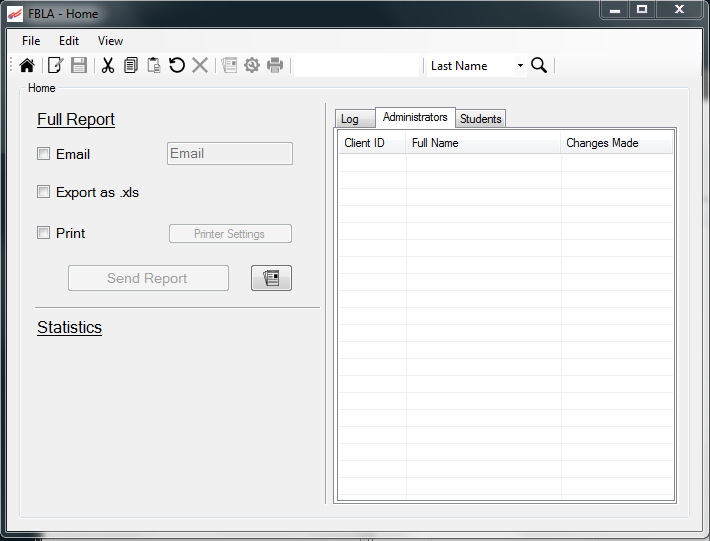 FBLA - Home
File Edit View
Last Name
Home
Full Report
Email Email
Export as .xls
Print Printer Settings
Send Report
Statistics
Log Administrators Students
Client ID Full Name Changes Made